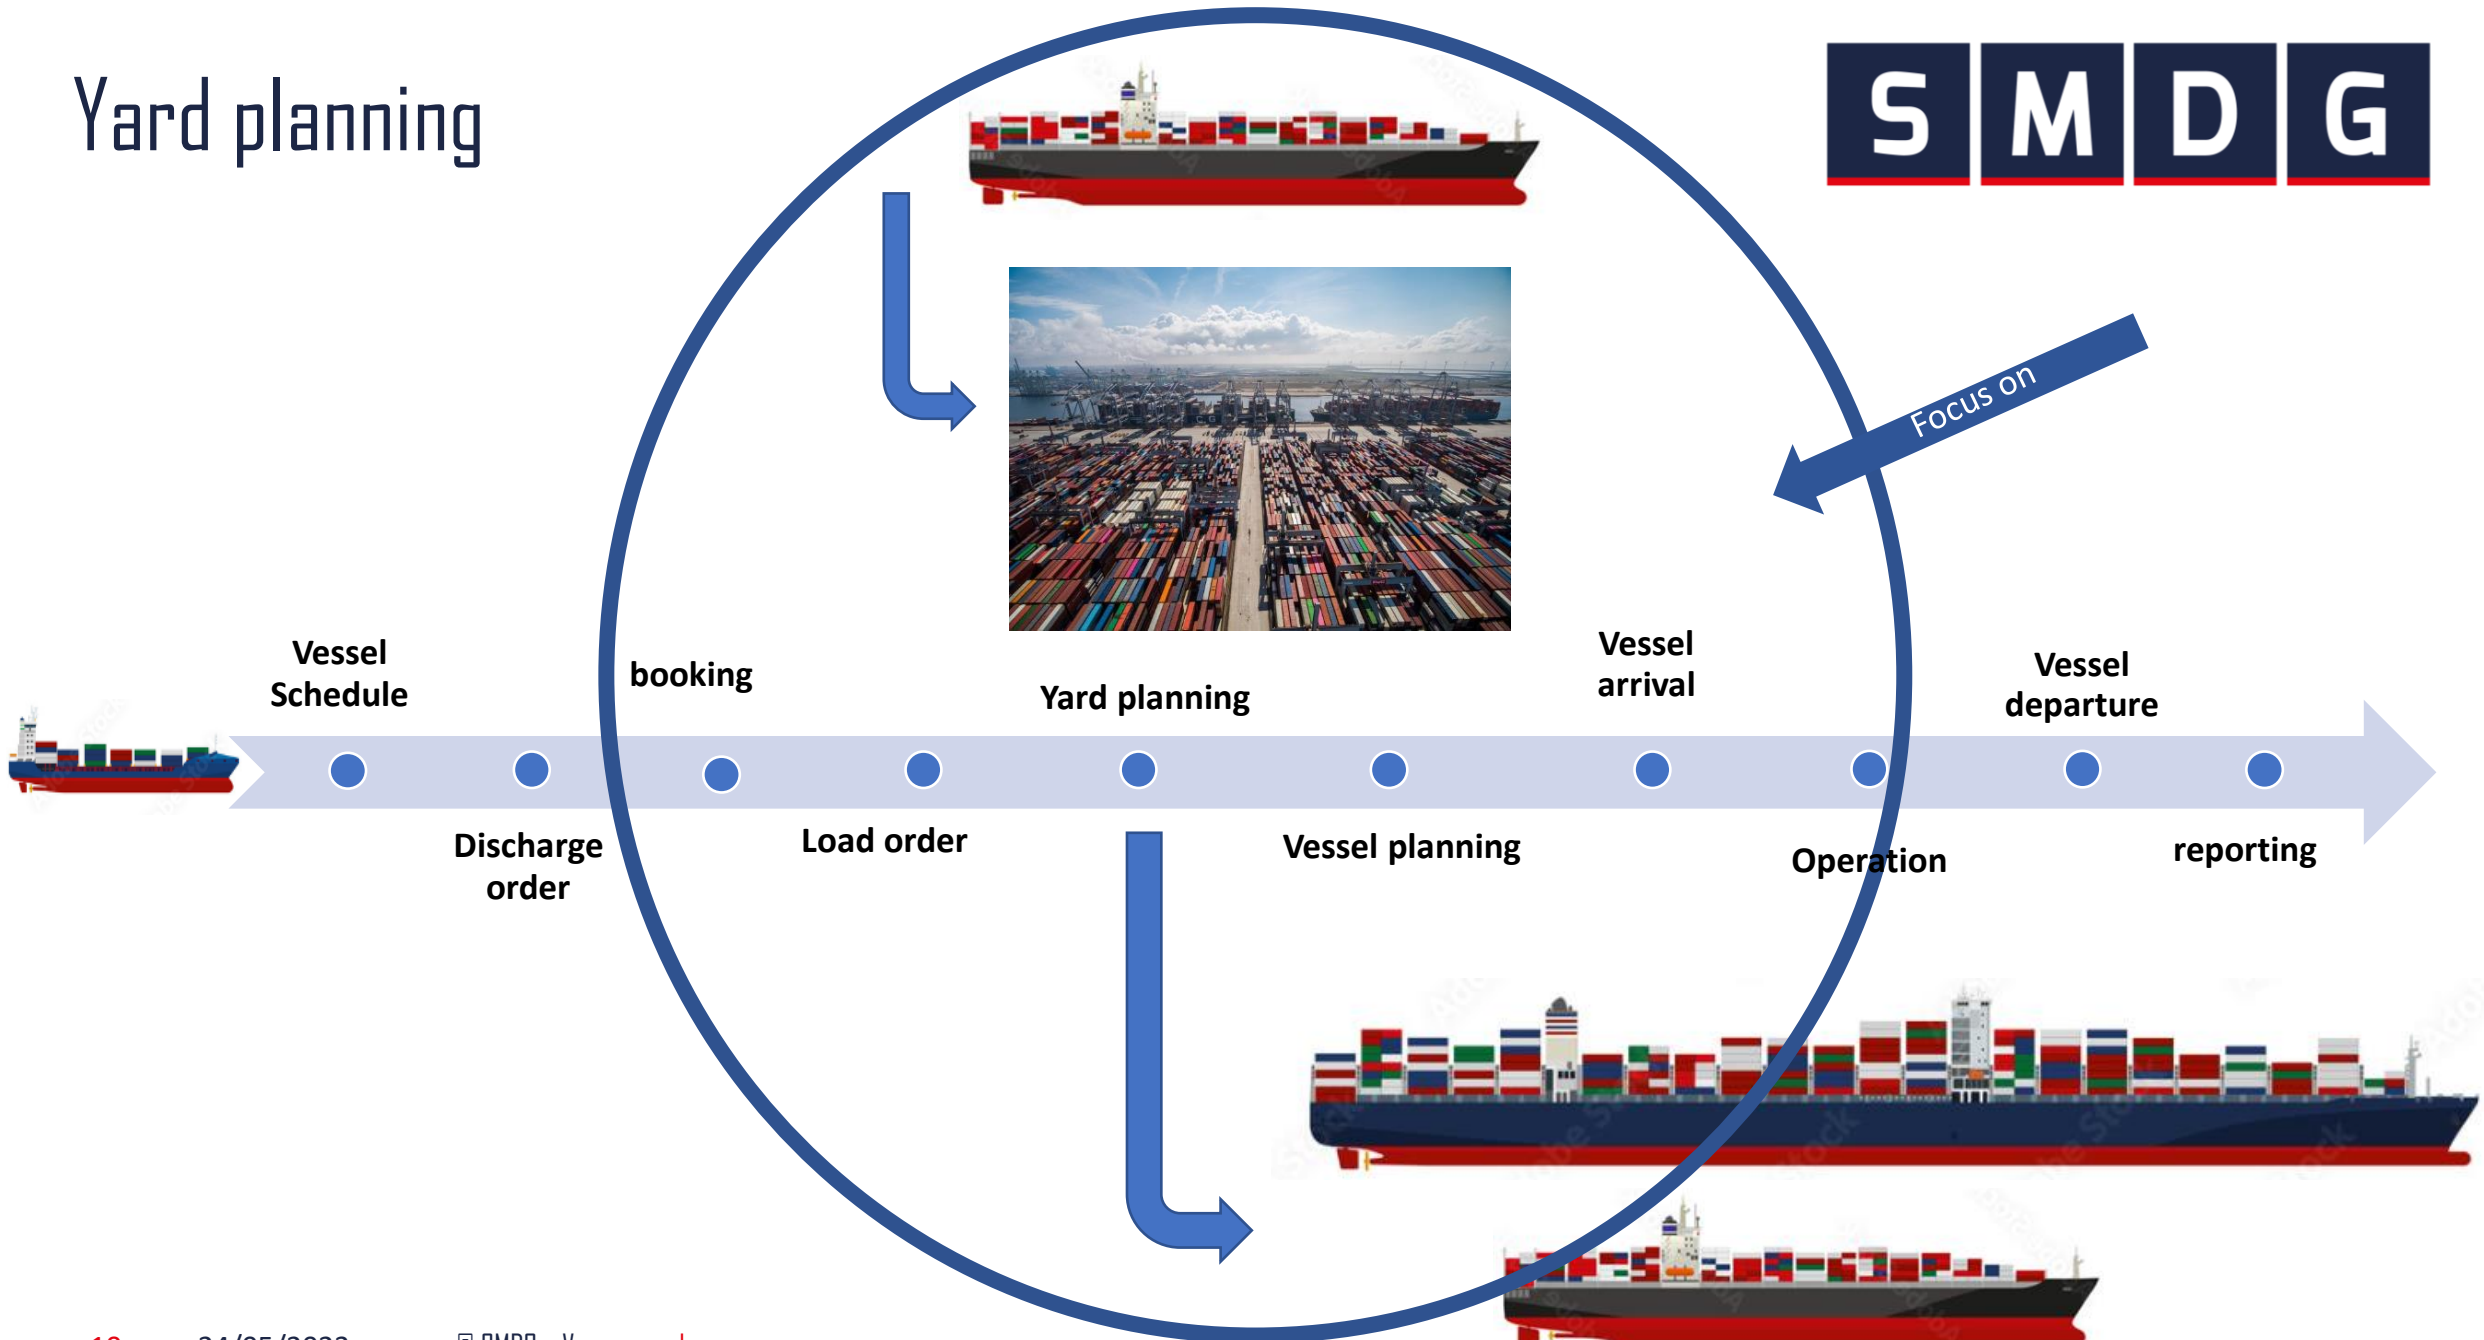 Yard planning
S M D G
Focus on
Vessel
Schedule
booking
Yard planning
Vessel
arrival
Vessel
departure
Discharge
order
Load order
Vessel planning
Operation
reporting